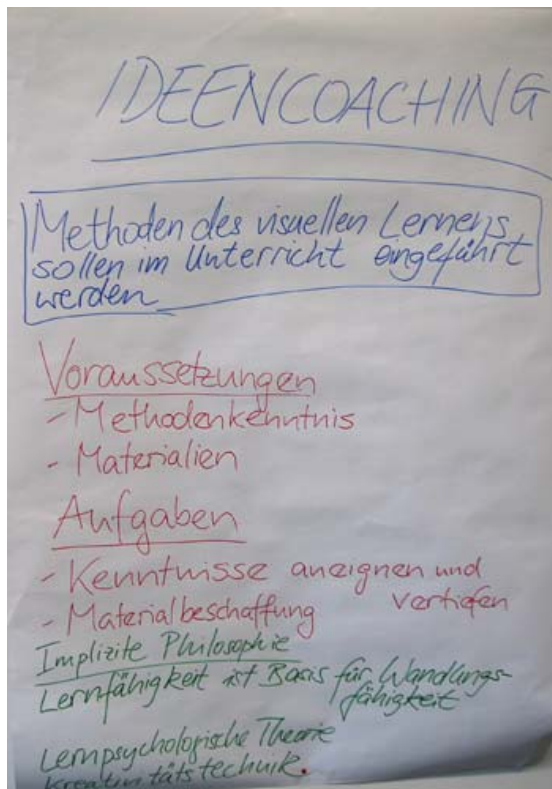 IDEENCOACHING
Methoden des visuellen Lernens
sollen im Unterricht eingeführt
werden
Voraussetzungen
- Methodenkenntnis
- Materialien
Aufgaben
- Kenntnisse aneignen und
vertiefen
- Materialbeschaffung
Implizite Philosophie
Lernfähigkeit ist Basis für Wandlungs-
fähigkeit
Lernpsychologische Theorie
Kreativitätstechnik.